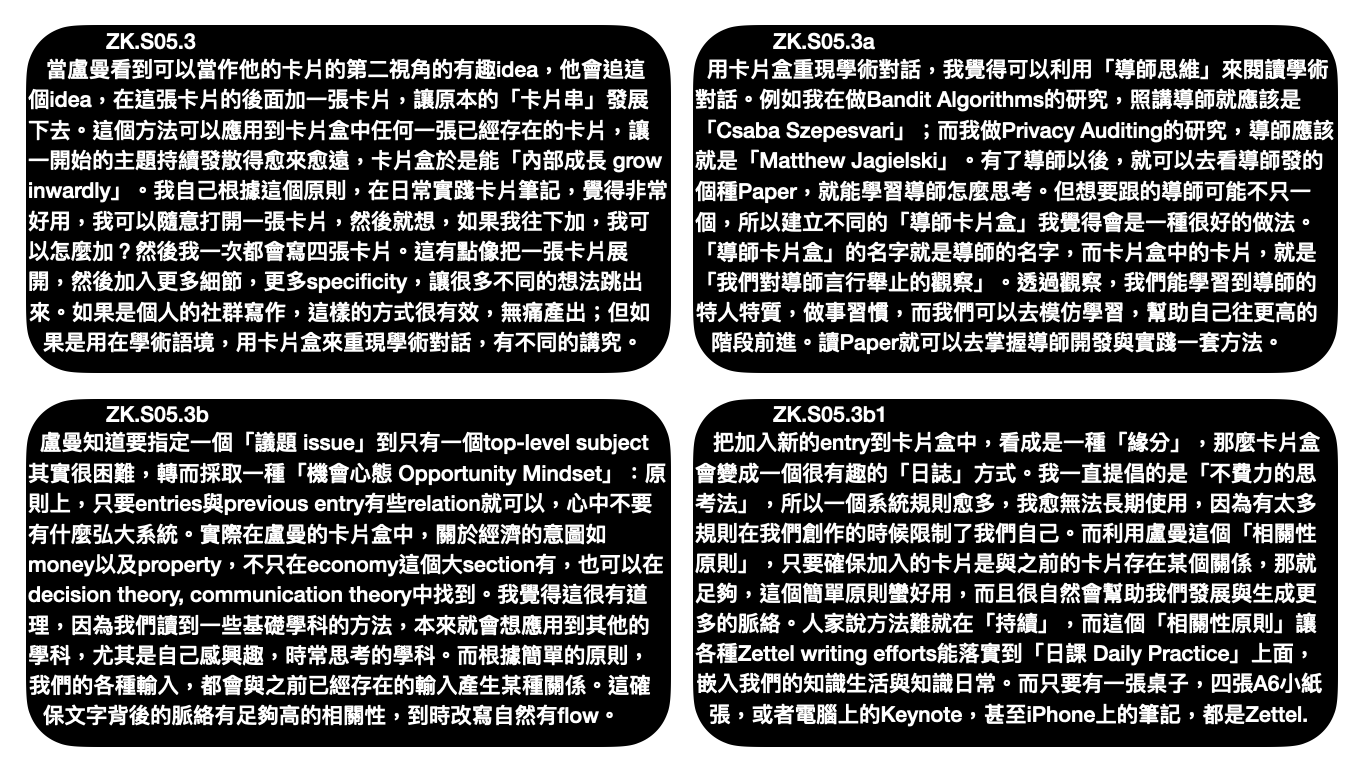 ZK.S05.3
當盧曼看到可以當作他的卡片的第二視角的有趣idea，他會追這
個idea，在這張卡片的後面加一張卡片，讓原本的「卡片串」發展
下去。這個方法可以應用到卡片盒中任何一張已經存在的卡片，讓
一開始的主題持續發散得愈來愈遠，卡片盒於是能「內部成長 grow
inwardly」。我自己根據這個原則，在日常實踐卡片筆記，覺得非常
好用，我可以隨意打開一張卡片，然後就想，如果我往下加，我可
以怎麼加？然後我一次都會寫四張卡片。這有點像把一張卡片展
開，然後加入更多細節，更多specificity，讓很多不同的想法跳出
來。如果是個人的社群寫作，這樣的方式很有效，無痛產出；但如
果是用在學術語境，用卡片盒來重現學術對話，有不同的講究。
ZK.S05.3a
用卡片盒重現學術對話，我覺得可以利用「導師思維」來閱讀學術
對話。例如我在做Bandit Algorithms的研究，照講導師就應該是
「Csaba Szepesvari」；而我做Privacy Auditing的研究，導師應該
就是「Matthew Jagielski」。有了導師以後，就可以去看導師發的
個種Paper，就能學習導師怎麼思考。但想要跟的導師可能不只一
個，所以建立不同的「導師卡片盒」我覺得會是一種很好的做法。
「導師卡片盒」的名字就是導師的名字，而卡片盒中的卡片，就是
「我們對導師言行舉止的觀察」。透過觀察，我們能學習到導師的
特人特質，做事習慣，而我們可以去模仿學習，幫助自己往更高的
階段前進。讀Paper就可以去掌握導師開發與實踐一套方法。
ZK.S05.3b
盧曼知道要指定一個「議題 issue」到只有一個top-level subject
其實很困難，轉而採取一種「機會心態 Opportunity Mindset」：原
則上，只要entries與previous entry有些relation就可以，心中不要
有什麼弘大系統。實際在盧曼的卡片盒中，關於經濟的意圖如
money以及property，不只在economy這個大section有，也可以在
decision theory, communication theory中找到。我覺得這很有道
理，因為我們讀到一些基礎學科的方法，本來就會想應用到其他的
學科，尤其是自己感興趣，時常思考的學科。而根據簡單的原則，
我們的各種輸入，都會與之前已經存在的輸入產生某種關係。這確
保文字背後的脈絡有足夠高的相關性，到時改寫自然有flow。
ZK.S05.3b1
把加入新的entry到卡片盒中，看成是一種「緣分」，那麼卡片盒
會變成一個很有趣的「日誌」方式。我一直提倡的是「不費力的思
考法」，所以一個系統規則愈多，我愈無法長期使用，因為有太多
規則在我們創作的時候限制了我們自己。而利用盧曼這個「相關性
原則」，只要確保加入的卡片是與之前的卡片存在某個關係，那就
足夠，這個簡單原則蠻好用，而且很自然會幫助我們發展與生成更
多的脈絡。人家說方法難就在「持續」，而這個「相關性原則」讓
各種Zettel writing efforts能落實到「日課 Daily Practice」上面，
嵌入我們的知識生活與知識日常。而只要有一張桌子，四張A6小紙
張，或者電腦上的Keynote，甚至iPhone上的筆記，都是Zettel.